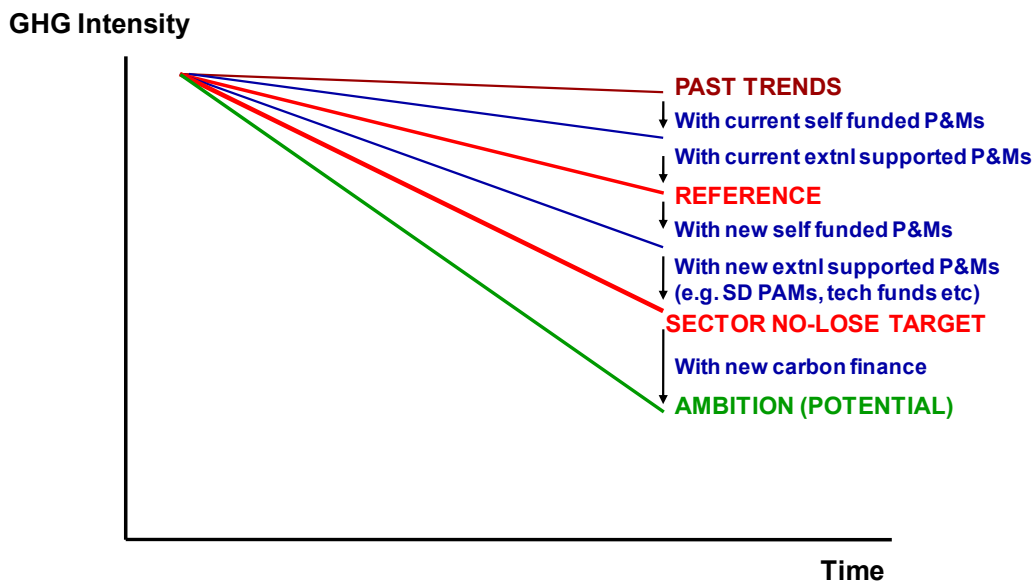 GHG Intensity
PAST TRENDS
With current self funded P&Ms
With current extnl supported P&Ms
REFERENCE
With new self funded P&Ms
With new extnl supported P&Ms
(e.g. SD PAMs, tech funds etc)
SECTOR NO-LOSE TARGET
With new carbon finance
AMBITION (POTENTIAL)
Time